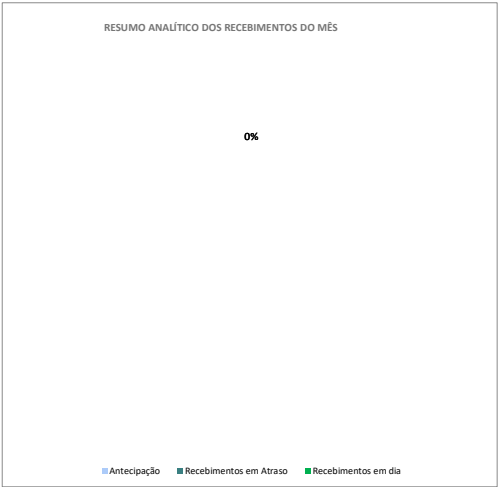 RESUMO ANALÍTICO DOS RECEBIMENTOS DO MÊS
0%
Antecipação Recebimentos em Atraso Recebimentos em dia